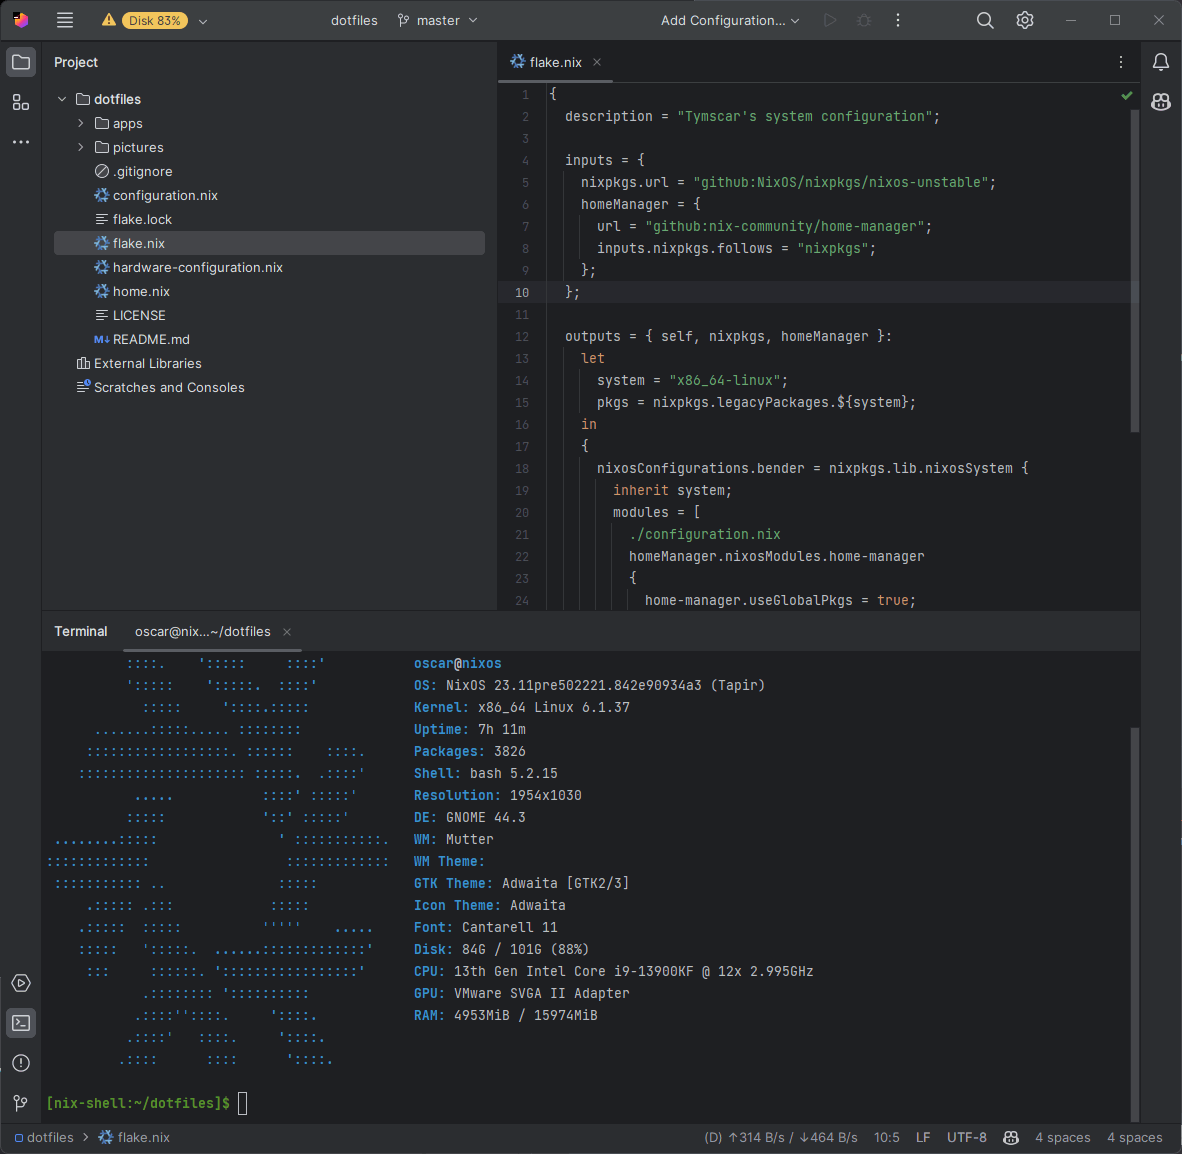 Disk 83%
dotfiles
master
Add Configuration...
Project
dotfiles
apps
pictures
.gitignore
configuration.nix
flake.lock
flake.nix
hardware-configuration.nix
home.nix
LICENSE
M↓ README.md
External Libraries
Scratches and Consoles
flake.nix
1 {
2 description = "Tymscar's system configuration";
3
4 inputs = {
5 nixpkgs.url = "github:NixOS/nixpkgs/nixos-unstable";
6 homeManager = {
7 url = "github:nix-community/home-manager";
8 inputs.nixpkgs.follows = "nixpkgs";
9 };
10 };
11
12 outputs = { self, nixpkgs, homeManager }:
13 let
14 system = "x86_64-linux";
15 pkgs = nixpkgs.legacyPackages.${system};
16 in
17 {
18 nixosConfigurations.bender = nixpkgs.lib.nixosSystem {
19 inherit system;
20 modules = [
21 ./configuration.nix
22 homeManager.nixosModules.home-manager
23 {
24 home-manager.useGlobalPkgs = true;
Terminal
oscar@nix...~/dotfiles
oscar@nixos
OS: NixOS 23.11pre502221.842e90934a3 (Tapir)
Kernel: x86_64 Linux 6.1.37
Uptime: 7h 11m
Packages: 3826
Shell: bash 5.2.15
Resolution: 1954x1030
DE: GNOME 44.3
WM: Mutter
WM Theme:
GTK Theme: Adwaita [GTK2/3]
Icon Theme: Adwaita
Font: Cantarell 11
Disk: 84G / 101G (88%)
CPU: 13th Gen Intel Core i9-13900KF @ 12x 2.995GHz
GPU: VMware SVGA II Adapter
RAM: 4953MiB / 15974MiB
[nix-shell:~/dotfiles]$
dotfiles > flake.nix
(D) ↑314 B/s / ↓464 B/s
10:5
LF
UTF-8
4 spaces
4 spaces